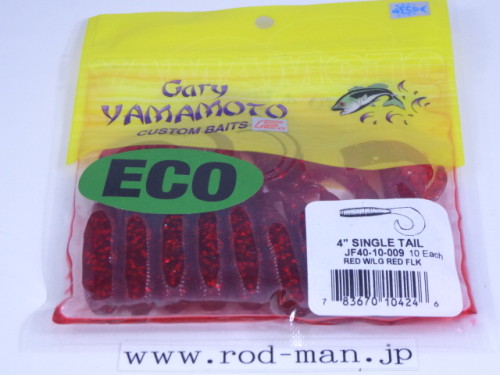 Gary
YAMAMOTO
CUSTOM BAITS
ECO
4" SINGLE TAIL
JF40-10-009 10 Each
RED W/LG RED FLK
7 83670 10424 6
www.rod-man.jp